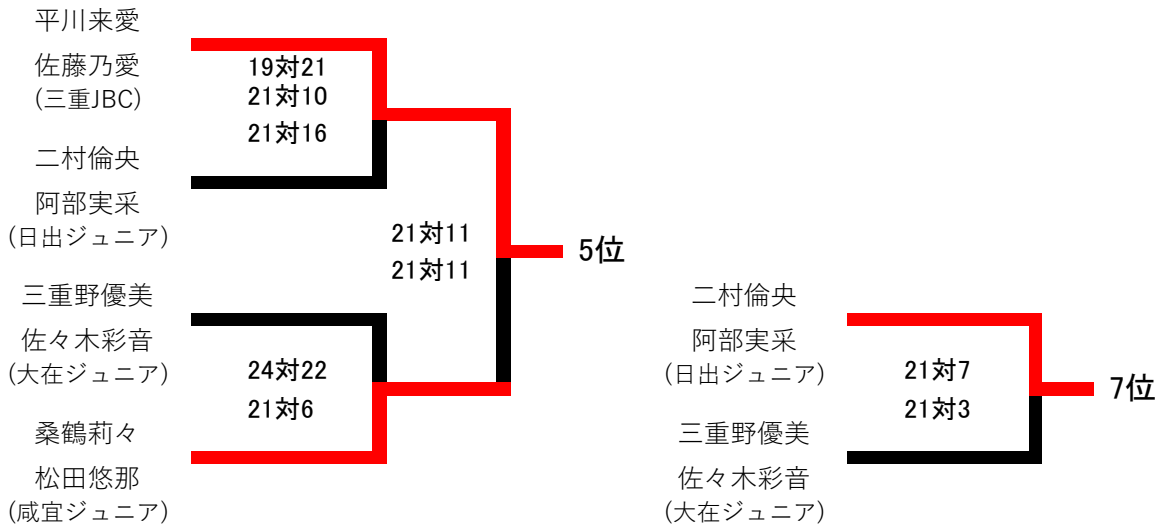 平川来愛
佐藤乃愛
(三重JBC)
19対21
21対10
21対16
二村倫央
阿部実采
(日出ジュニア)
21対11
21対11
5位
三重野優美
佐々木彩音
(大在ジュニア)
24対22
21対6
桑鶴莉々
松田悠那
(咸宜ジュニア)
二村倫央
阿部実采
(日出ジュニア)
21対7
21対3
7位
三重野優美
佐々木彩音
(大在ジュニア)